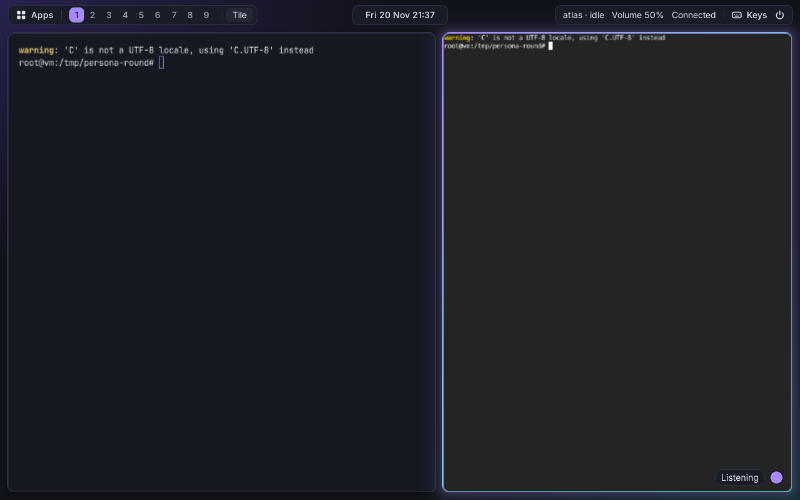 Apps 1 2 3 4 5 6 7 8 9 Tile
Fri 20 Nov 21:37
atlas · idle Volume 50% Connected Keys
warning: 'C' is not a UTF-8 locale, using 'C.UTF-8' instead
root@vm:/tmp/persona-round#
warning: 'C' is not a UTF-8 locale, using 'C.UTF-8' instead
root@vm:/tmp/persona-round#
Listening